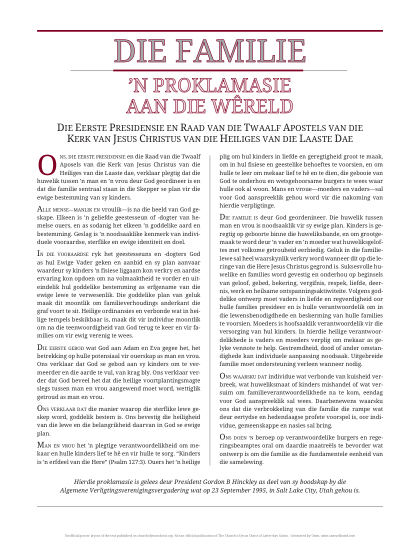 DIE FAMILIE
’N PROKLAMASIE
AAN DIE WÊRELD
DIE EERSTE PRESIDENSIE EN RAAD VAN DIE TWAALF APOSTELS VAN DIE
KERK VAN JESUS CHRISTUS VAN DIE HEILIGES VAN DIE LAASTE DAE
ONS, DIE EERSTE PRESIDENSIE en die Raad van die Twaalf
Apostels van die Kerk van Jesus Christus van die
Heiliges van die Laaste dae, verklaar plegtig dat die
huwelik tussen ’n man en ’n vrou deur God geordineer is en
dat die familie sentraal staan in die Skepper se plan vir die
ewige bestemming van sy kinders.
ALLE MENSE—manlik en vroulik—is na die beeld van God ge-
skape. Elkeen is ’n geliefde geesteseun of -dogter van he-
melse ouers, en as sodanig het elkeen ’n goddelike aard en
bestemming. Geslag is ’n noodsaaklike kenmerk van indivi-
duele vooraardse, sterflike en ewige identiteit en doel.
IN DIE VOORAARDSE ryk het geesteseuns en -dogters God
as hul Ewige Vader geken en aanbid en sy plan aanvaar
waardeur sy kinders ’n fisiese liggaam kon verkry en aardse
ervaring kon opdoen om na volmaaktheid te vorder en uit-
eindelik hul goddelike bestemming as erfgename van die
ewige lewe te verwesenlik. Die goddelike plan van geluk
maak dit moontlik om familieverhoudings anderkant die
graf voort te sit. Heilige ordinansies en verbonde wat in hei-
lige tempels beskikbaar is, maak dit vir individue moontlik
om na die teenwoordigheid van God terug te keer en vir fa-
milies om vir ewig verenig te wees.
DIE EERSTE GEBOD wat God aan Adam en Eva gegee het, het
betrekking op hulle potensiaal vir ouerskap as man en vrou.
Ons verklaar dat God se gebod aan sy kinders om te ver-
meerder en die aarde te vul, van krag bly. Ons verklaar ver-
der dat God beveel het dat die heilige voortplantingsmagte
slegs tussen man en vrou aangewend moet word, wettiglik
getroud as man en vrou.
ONS VERKLAAR DAT die manier waarop die sterflike lewe ge-
skep word, goddelik beslem is. Ons bevestig die heiligheid
van die lewe en die belangrikheid daarvan in God se ewige
plan.
MAN EN VROU het ’n plegtige verantwoordelikheid om me-
kaar en hulle kinders lief te hê en vir hulle te sorg. “Kinders
is ’n erfdeel van die Here” (Psalm 127:3). Ouers het ’n heilige
plig om hul kinders in liefde en geregtigheid groot te maak,
om in hul fisiese en geestelike behoeftes te voorsien, en om
hulle te leer om mekaar lief te hê en te dien, die gebooie van
God te onderhou en wetsgehoorsame burgers te wees waar
hulle ook al woon. Mans en vroue—moeders en vaders—sal
voor God aanspreeklik gehou word vir die nakoming van
hierdie verpligtinge.
DIE FAMILIE is deur God georden​ineer. Die huwelik tussen
man en vrou is noodsaaklik vir sy ewige plan. Kinders is ge-
regtig op geboorte binne die huweliksbande, en om grootge-
maak te word deur ’n vader en ’n moeder wat huweliksgelof-
tes met volkome getrouheid eerbiedig. Geluk in die familie-
lewe sal heel waarskynlik verkry word wanneer dit op die le-
ringe van die Here Jesus Christus gegrond is. Suksesvolle hu-
welike en families word gevestig en onderhou op beginsels
van geloof, gebed, bekering, vergifnis, respek, liefde, deer-
nis, werk en heilsame ontspanningsaktiwiteite. Volgens god-
delike ontwerp moet vaders in liefde en regverdigheid oor
hulle families presideer en is hulle verantwoordelik om in
die lewensbenodigdhede en beskerming van hulle families
te voorsien. Moeders is hoofsaaklik verantwoordelik vir die
versorging van hul kinders. In hierdie heilige verantwoor-
delikhede is vaders en moeders verplig om mekaar as ge-
lyke vennote te help. Gestremdheid, dood of ander omstan-
dighede kan individuele aanpassing noodsaak. Uitgebreide
familie moet ondersteuning verleen wanneer nodig.
ONS WAARSKU DAT individue wat verbonde van kuisheid ver-
breek, wat huweliksmaat of kinders mishandel of wat ver-
suim om familieverantwoordelikhede na te kom, eendag
voor God aanspreeklik sal wees. Daarbenewens waarsku
ons dat die verbrokkeling van die familie die rampe wat
deur eertydse en hedendaagse profete voorspel is, oor indi-
vidue, gemeenskappe en nasies sal bring.
ONS DOEN ’N beroep op verantwoordelike burgers en rege-
ringsbeamptes oral om daardie maatreëls te bevorder wat
ontwerp is om die familie as die fundamentele eenheid van
die samelewing.
Hierdie proklamasie is gelees deur President Gordon B Hinckley as deel van sy boodskap by die
Algemene Verligtingsverenigingsvergadering wat op 23 September 1995, in Salt Lake City, Utah gehou is.